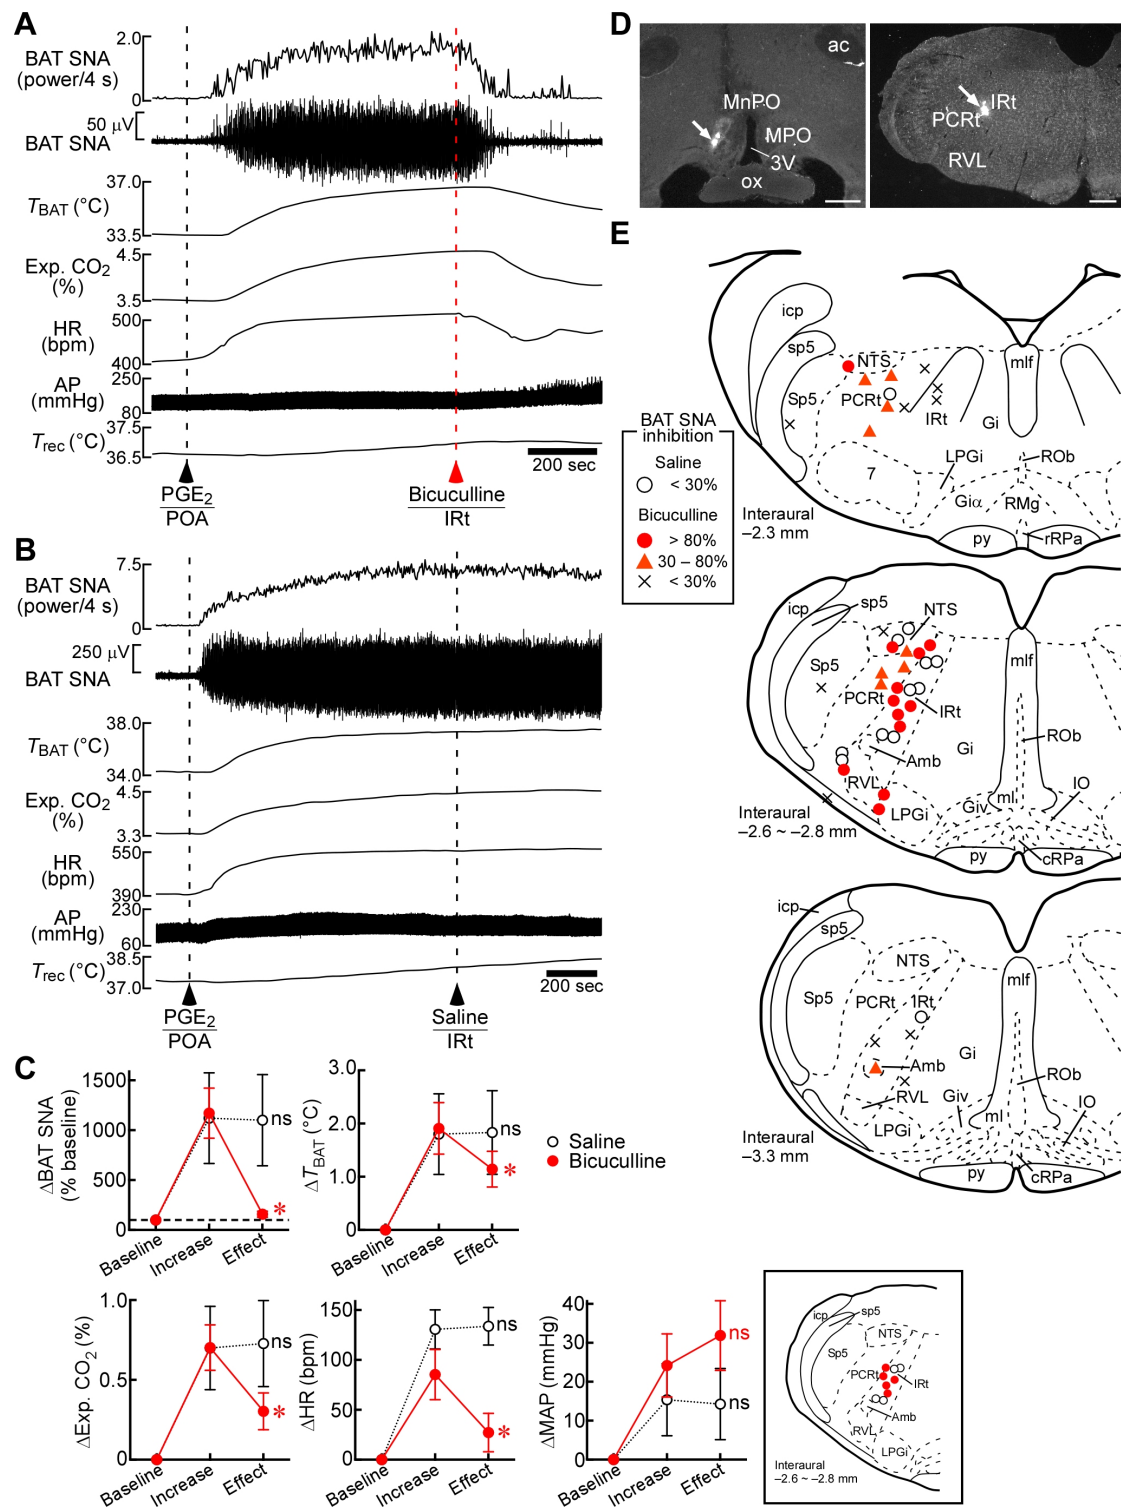 A
BAT SNA
(power/4 s)
2.0
0
50 µV
BAT SNA
37.0
TBAT (°C)
33.5
4.5
Exp. CO2
(%)
3.5
500
HR
(bpm)
400
250
AP
(mmHg)
80
37.5
Trec (°C)
36.5
200 sec
PGE2
POA
Bicuculline
IRt
B
7.5
BAT SNA
(power/4 s)
0
250 µV
BAT SNA
38.0
TBAT (°C)
34.0
4.5
Exp. CO2
(%)
3.3
550
HR
(bpm)
390
230
AP
(mmHg)
60
38.5
Trec (°C)
37.0
200 sec
PGE2
POA
Saline
IRt
C
ΔBAT SNA
(% baseline)
1500
1000
500
0
ns
*
Baseline
Increase
Effect
ΔTBAT (°C)
3.0
2.0
1.0
0
ns
*
Baseline
Increase
Effect
Saline
Bicuculline
ΔExp. CO2 (%)
1.0
0.5
0
ns
*
Baseline
Increase
Effect
ΔHR (bpm)
150
100
50
0
ns
*
Baseline
Increase
Effect
ΔMAP (mmHg)
40
30
20
10
0
ns
ns
Baseline
Increase
Effect
icp
sp5
NTS
Sp5
PCRt
IRt
Amb
RVL
LPGi
Interaural
–2.6 ~ –2.8 mm
D
ac
MnPO
MPO
3V
ox
IRt
PCRt
RVL
E
BAT SNA
inhibition
Saline
< 30%
Bicuculline
> 80%
30 – 80%
< 30%
icp
sp5
NTS
mlf
Sp5
PCRt
IRt
Gi
7
LPGi
ROb
Giα
RMg
Interaural
–2.3 mm
py
rRPa
icp
sp5
NTS
mlf
Sp5
PCRt
IRt
ROb
Gi
Amb
RVL
IO
ml
Giv
LPGi
Interaural
–2.6 ~ –2.8 mm
py
cRPa
icp
sp5
NTS
mlf
Sp5
PCRt
IRt
Gi
Amb
ROb
RVL
Giv
IO
ml
LPGi
Interaural
–3.3 mm
py
cRPa